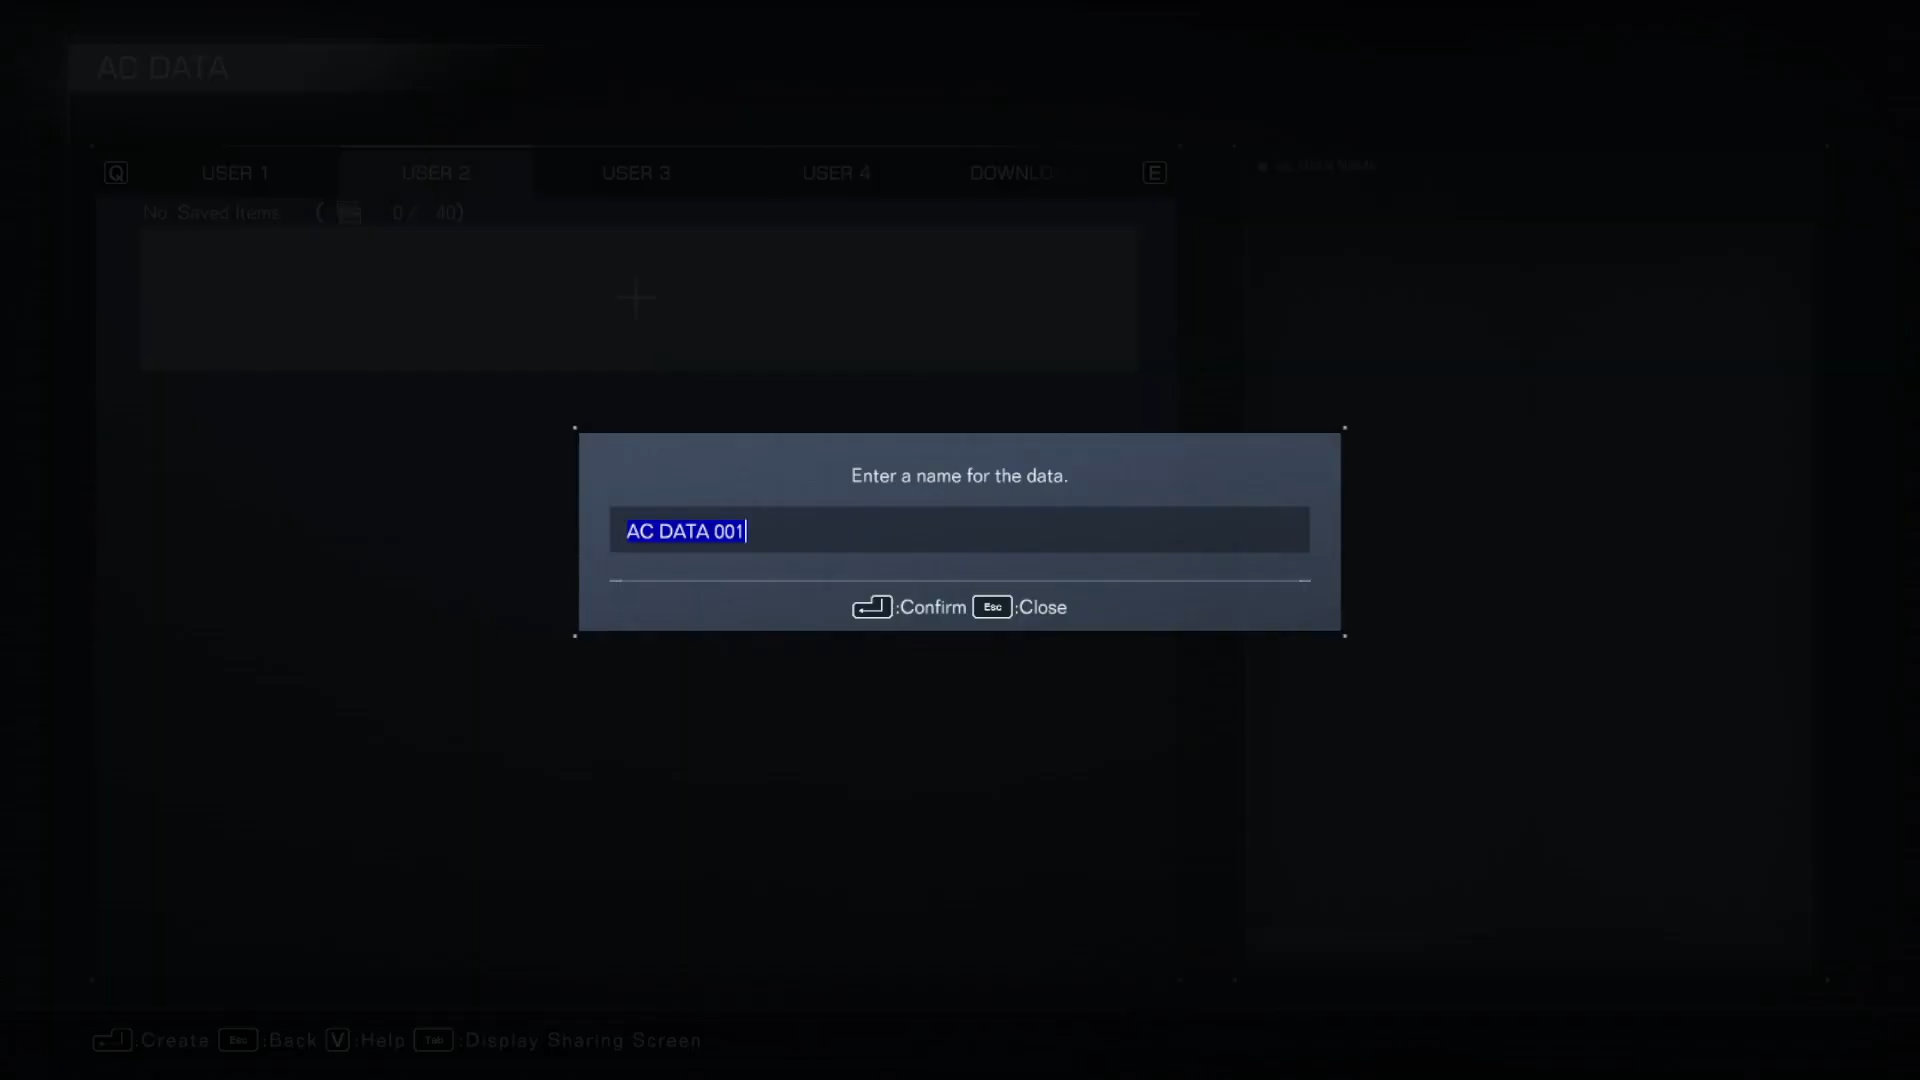 AC DATA
Q USER 1 USER 2 USER 3 USER 4 DOWNLO E
No. Saved Items ( 0 / 40)
Enter a name for the data.
AC DATA 001
:Confirm Esc :Close
:Create Esc :Back V :Help Tab :Display Sharing Screen